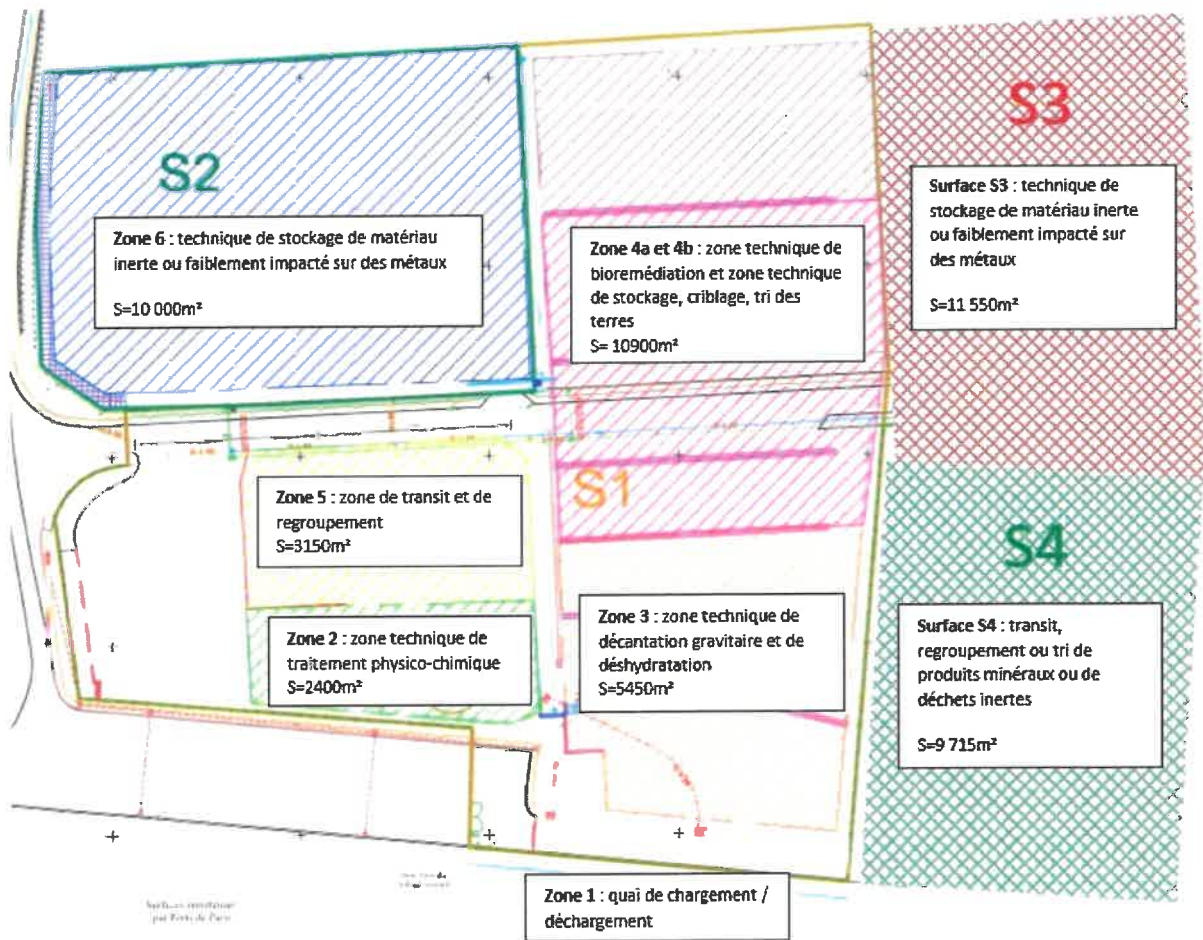 S2
S3
Zone 6 : technique de stockage de matériau
inerte ou faiblement impacté sur des métaux
S=10 000m²
Zone 4a et 4b : zone technique de
bioremédiation et zone technique
de stockage, criblage, tri des
terres
S= 10900m²
Surface S3 : technique de
stockage de matériau inerte
ou faiblement impacté sur
des métaux
S=11 550m²
Zone 5 : zone de transit et de
regroupement
S=3150m²
S1
S4
Zone 2 : zone technique de
traitement physico-chimique
S=2400m²
Zone 3 : zone technique de
décantation gravitaire et de
déshydratation
S=5450m²
Surface S4 : transit,
regroupement ou tri de
produits minéraux ou de
déchets inertes
S=9 715m²
Zone 1 : quai de chargement /
déchargement
par Ports de Paris